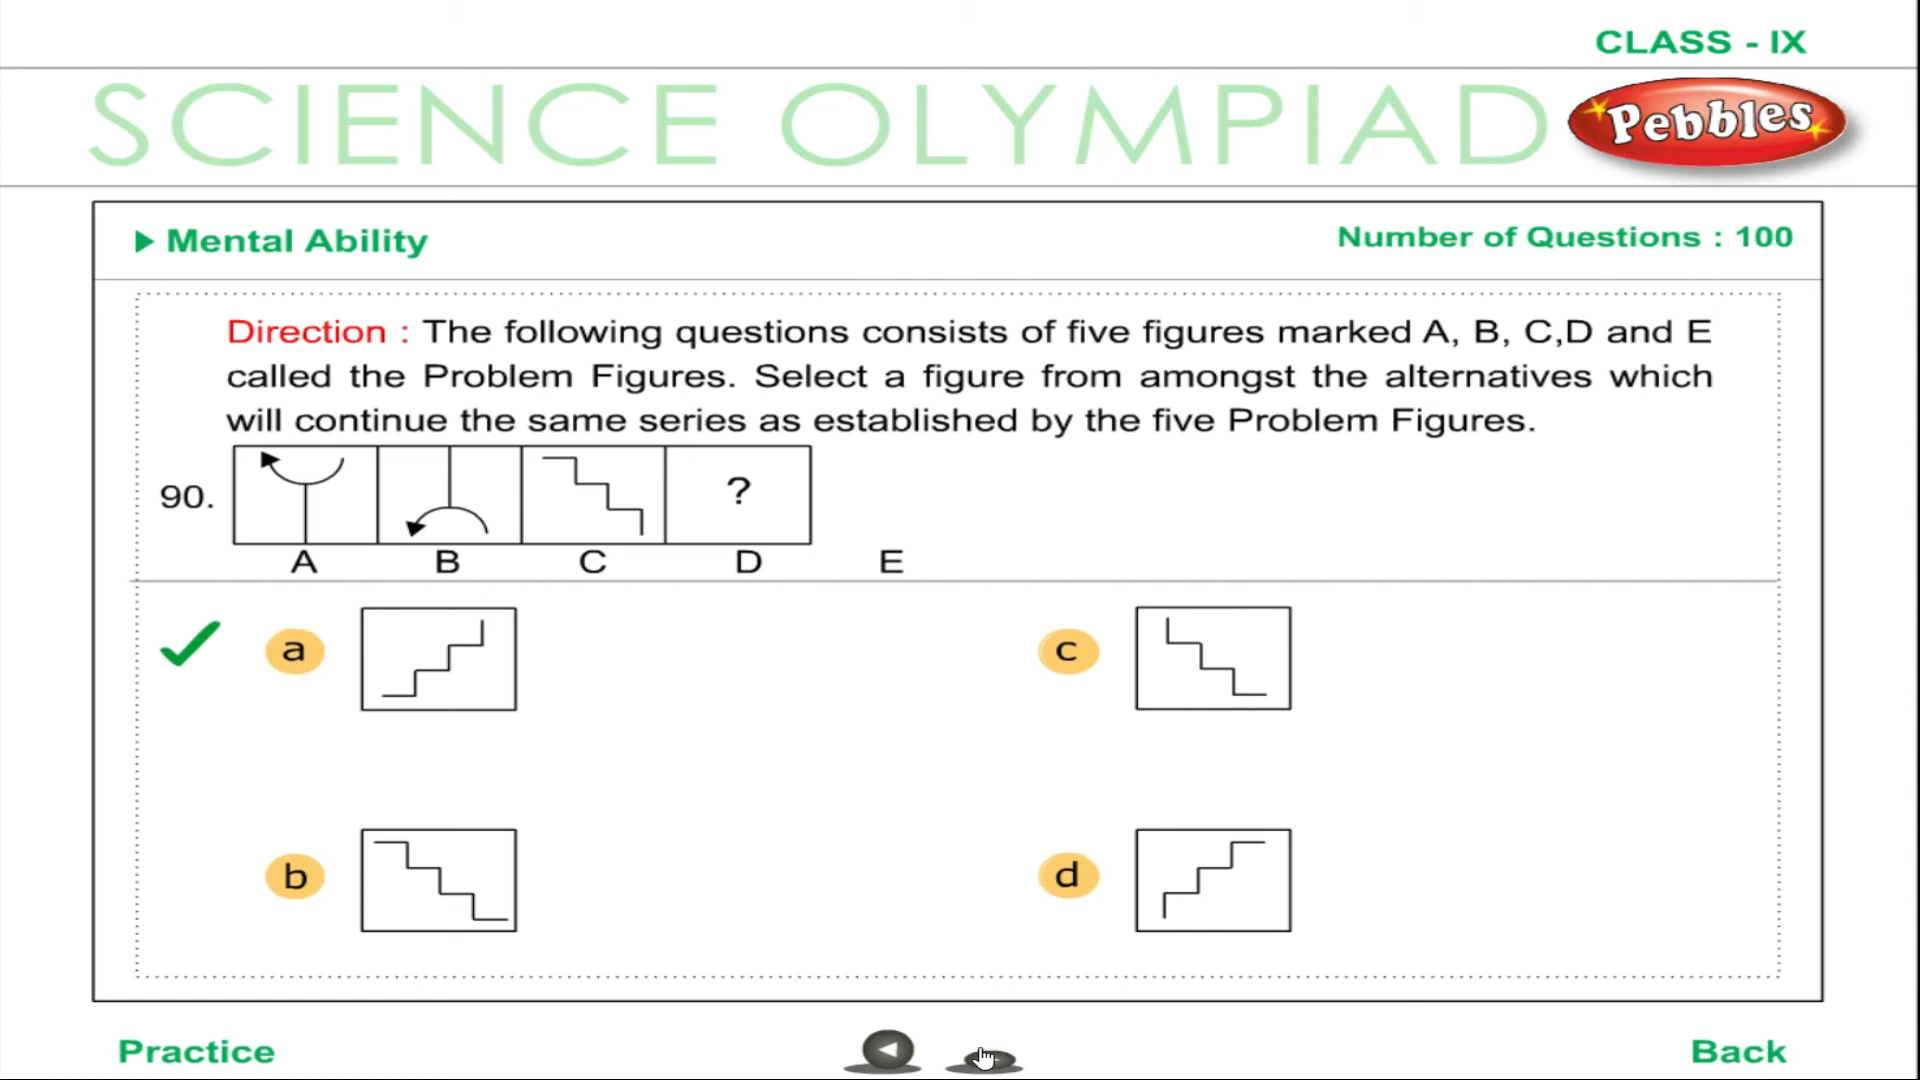 CLASS - IX
SCIENCE OLYMPIAD
Pebbles
Mental Ability
Number of Questions : 100
Direction : The following questions consists of five figures marked A, B, C,D and E
called the Problem Figures. Select a figure from amongst the alternatives which
will continue the same series as established by the five Problem Figures.
90.
?
A B C D E
a
c
b
d
Practice
Back